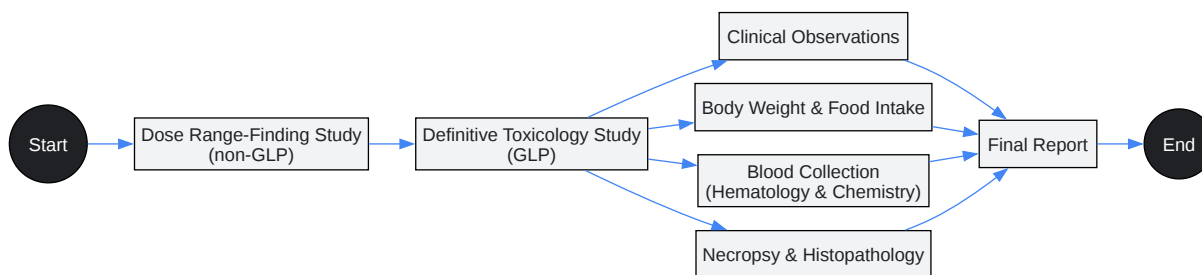 Start
Dose Range-Finding Study
(non-GLP)
Definitive Toxicology Study
(GLP)
Clinical Observations
Body Weight & Food Intake
Blood Collection
(Hematology & Chemistry)
Necropsy & Histopathology
Final Report
End